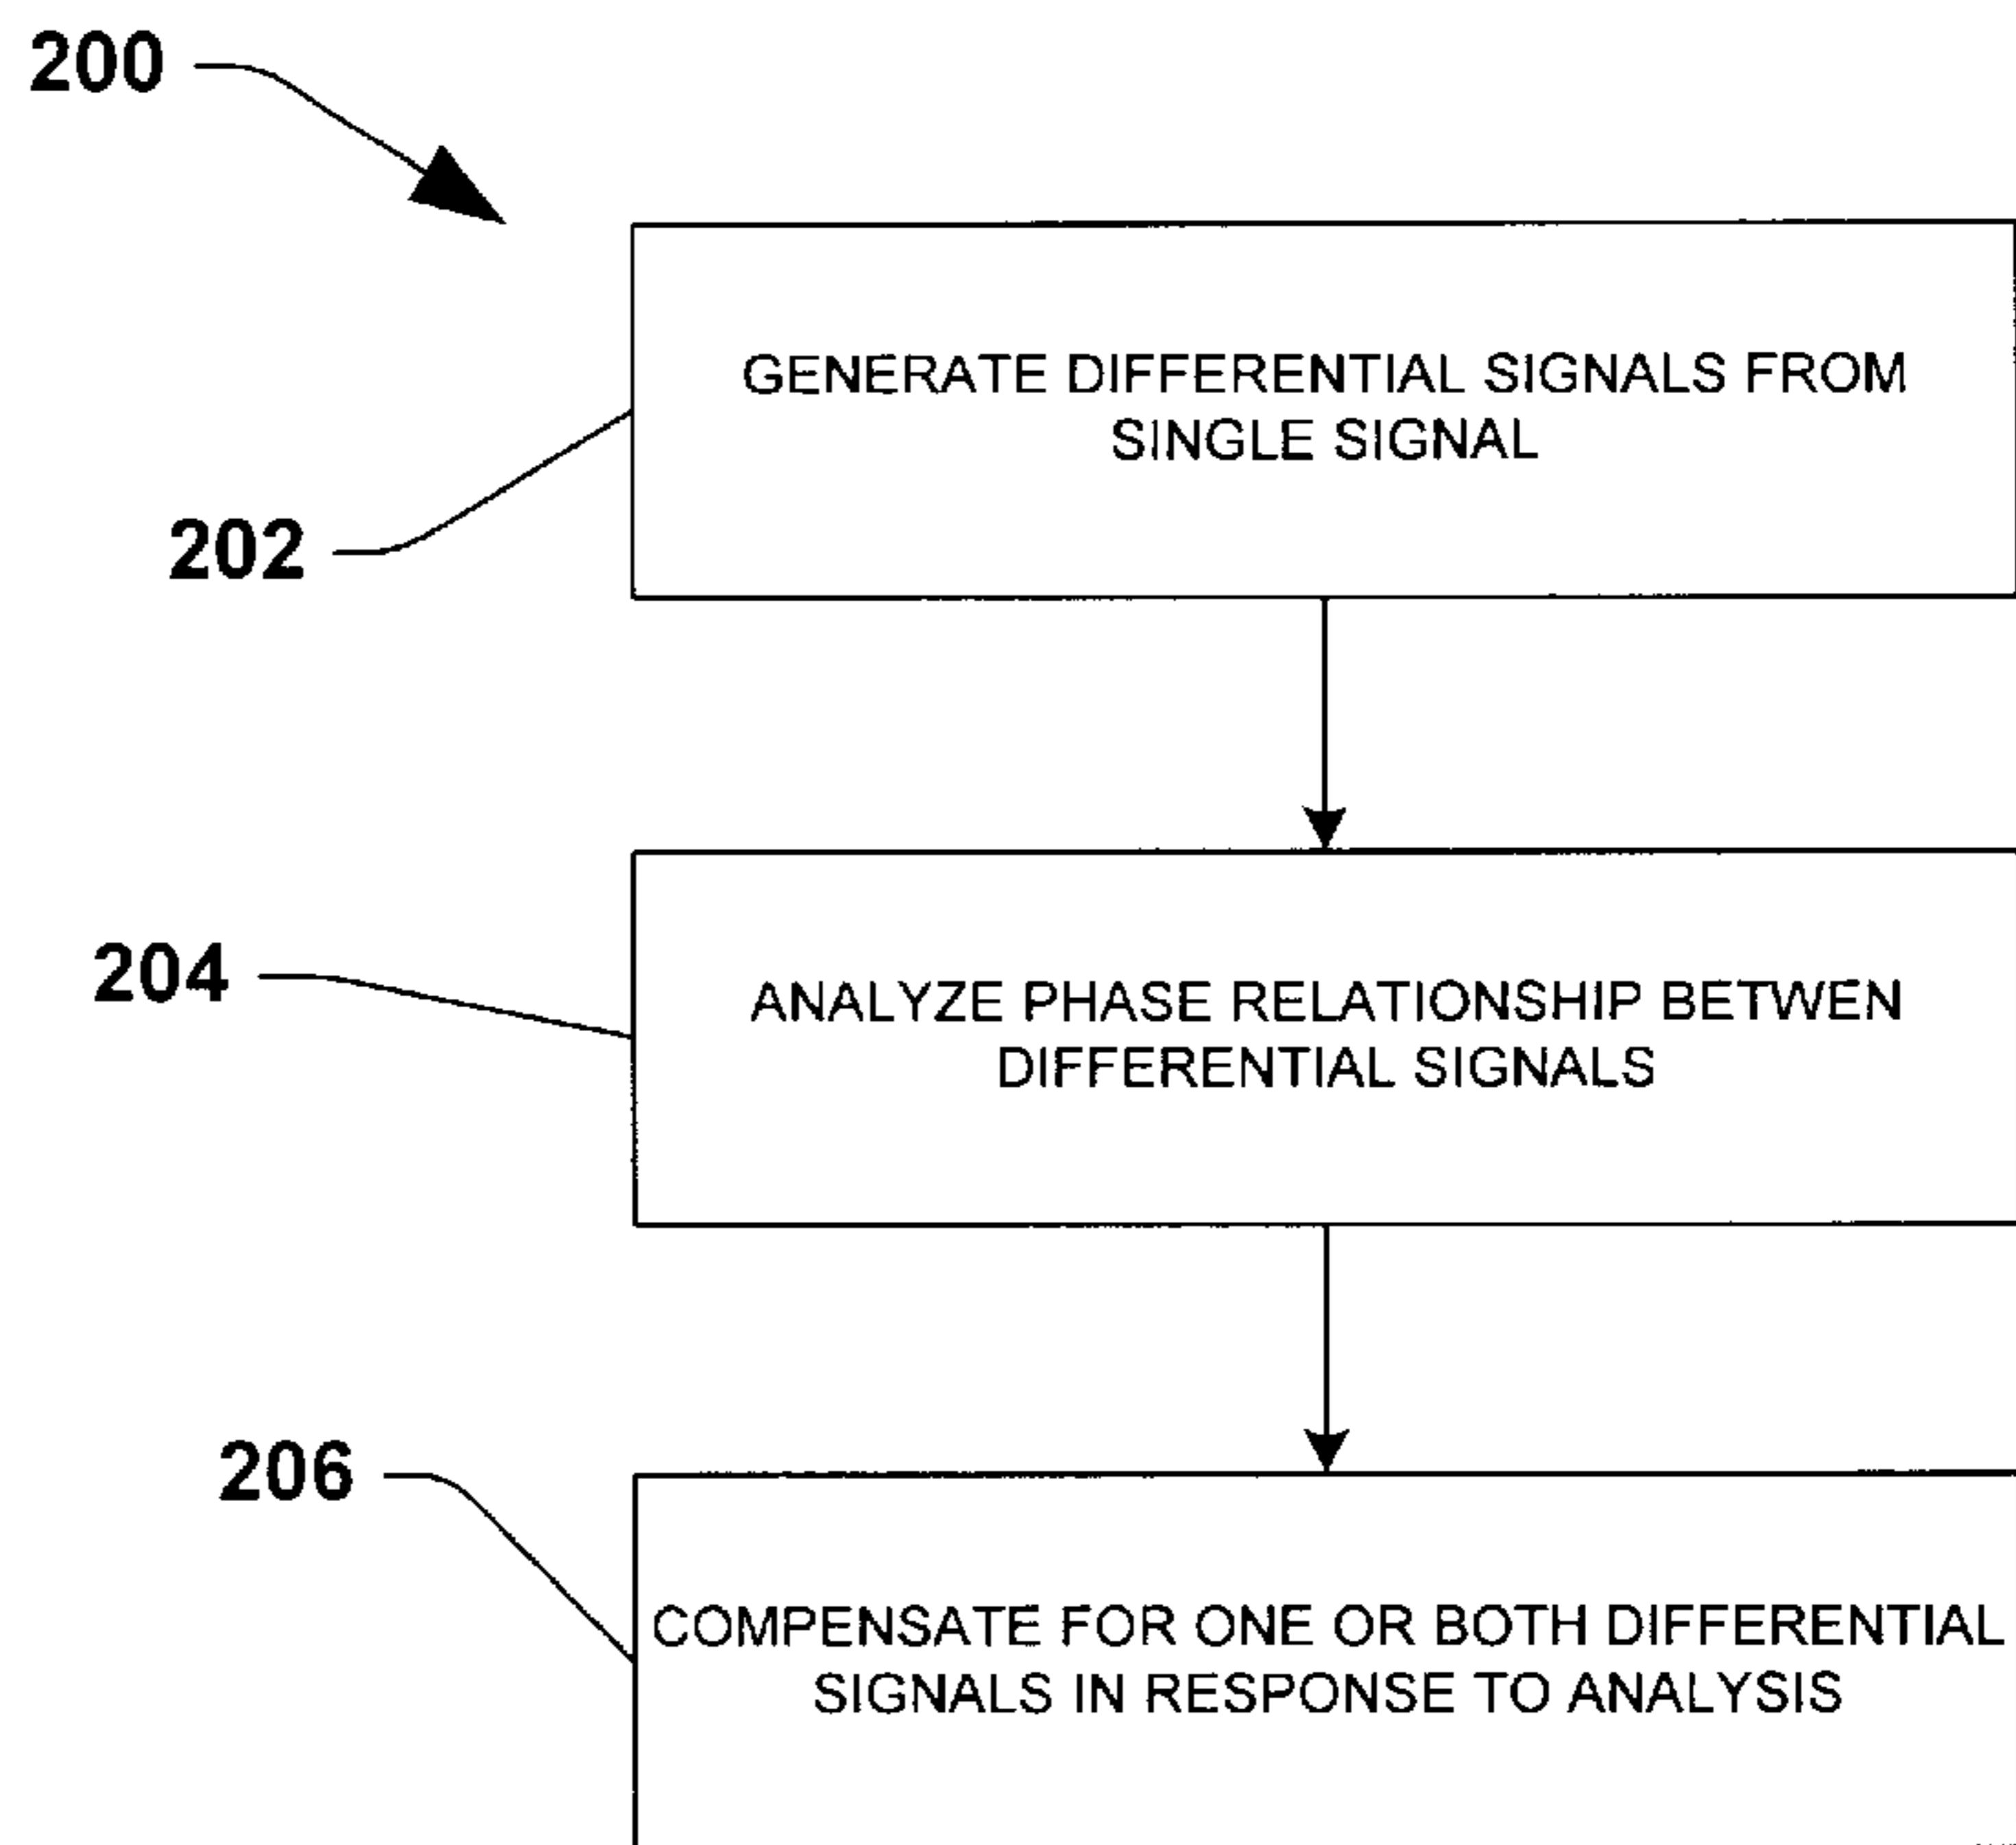 200
GENERATE DIFFERENTIAL SIGNALS FROM
SINGLE SIGNAL
202
204
ANALYZE PHASE RELATIONSHIP BETWEN
DIFFERENTIAL SIGNALS
206
COMPENSATE FOR ONE OR BOTH DIFFERENTIAL
SIGNALS IN RESPONSE TO ANALYSIS